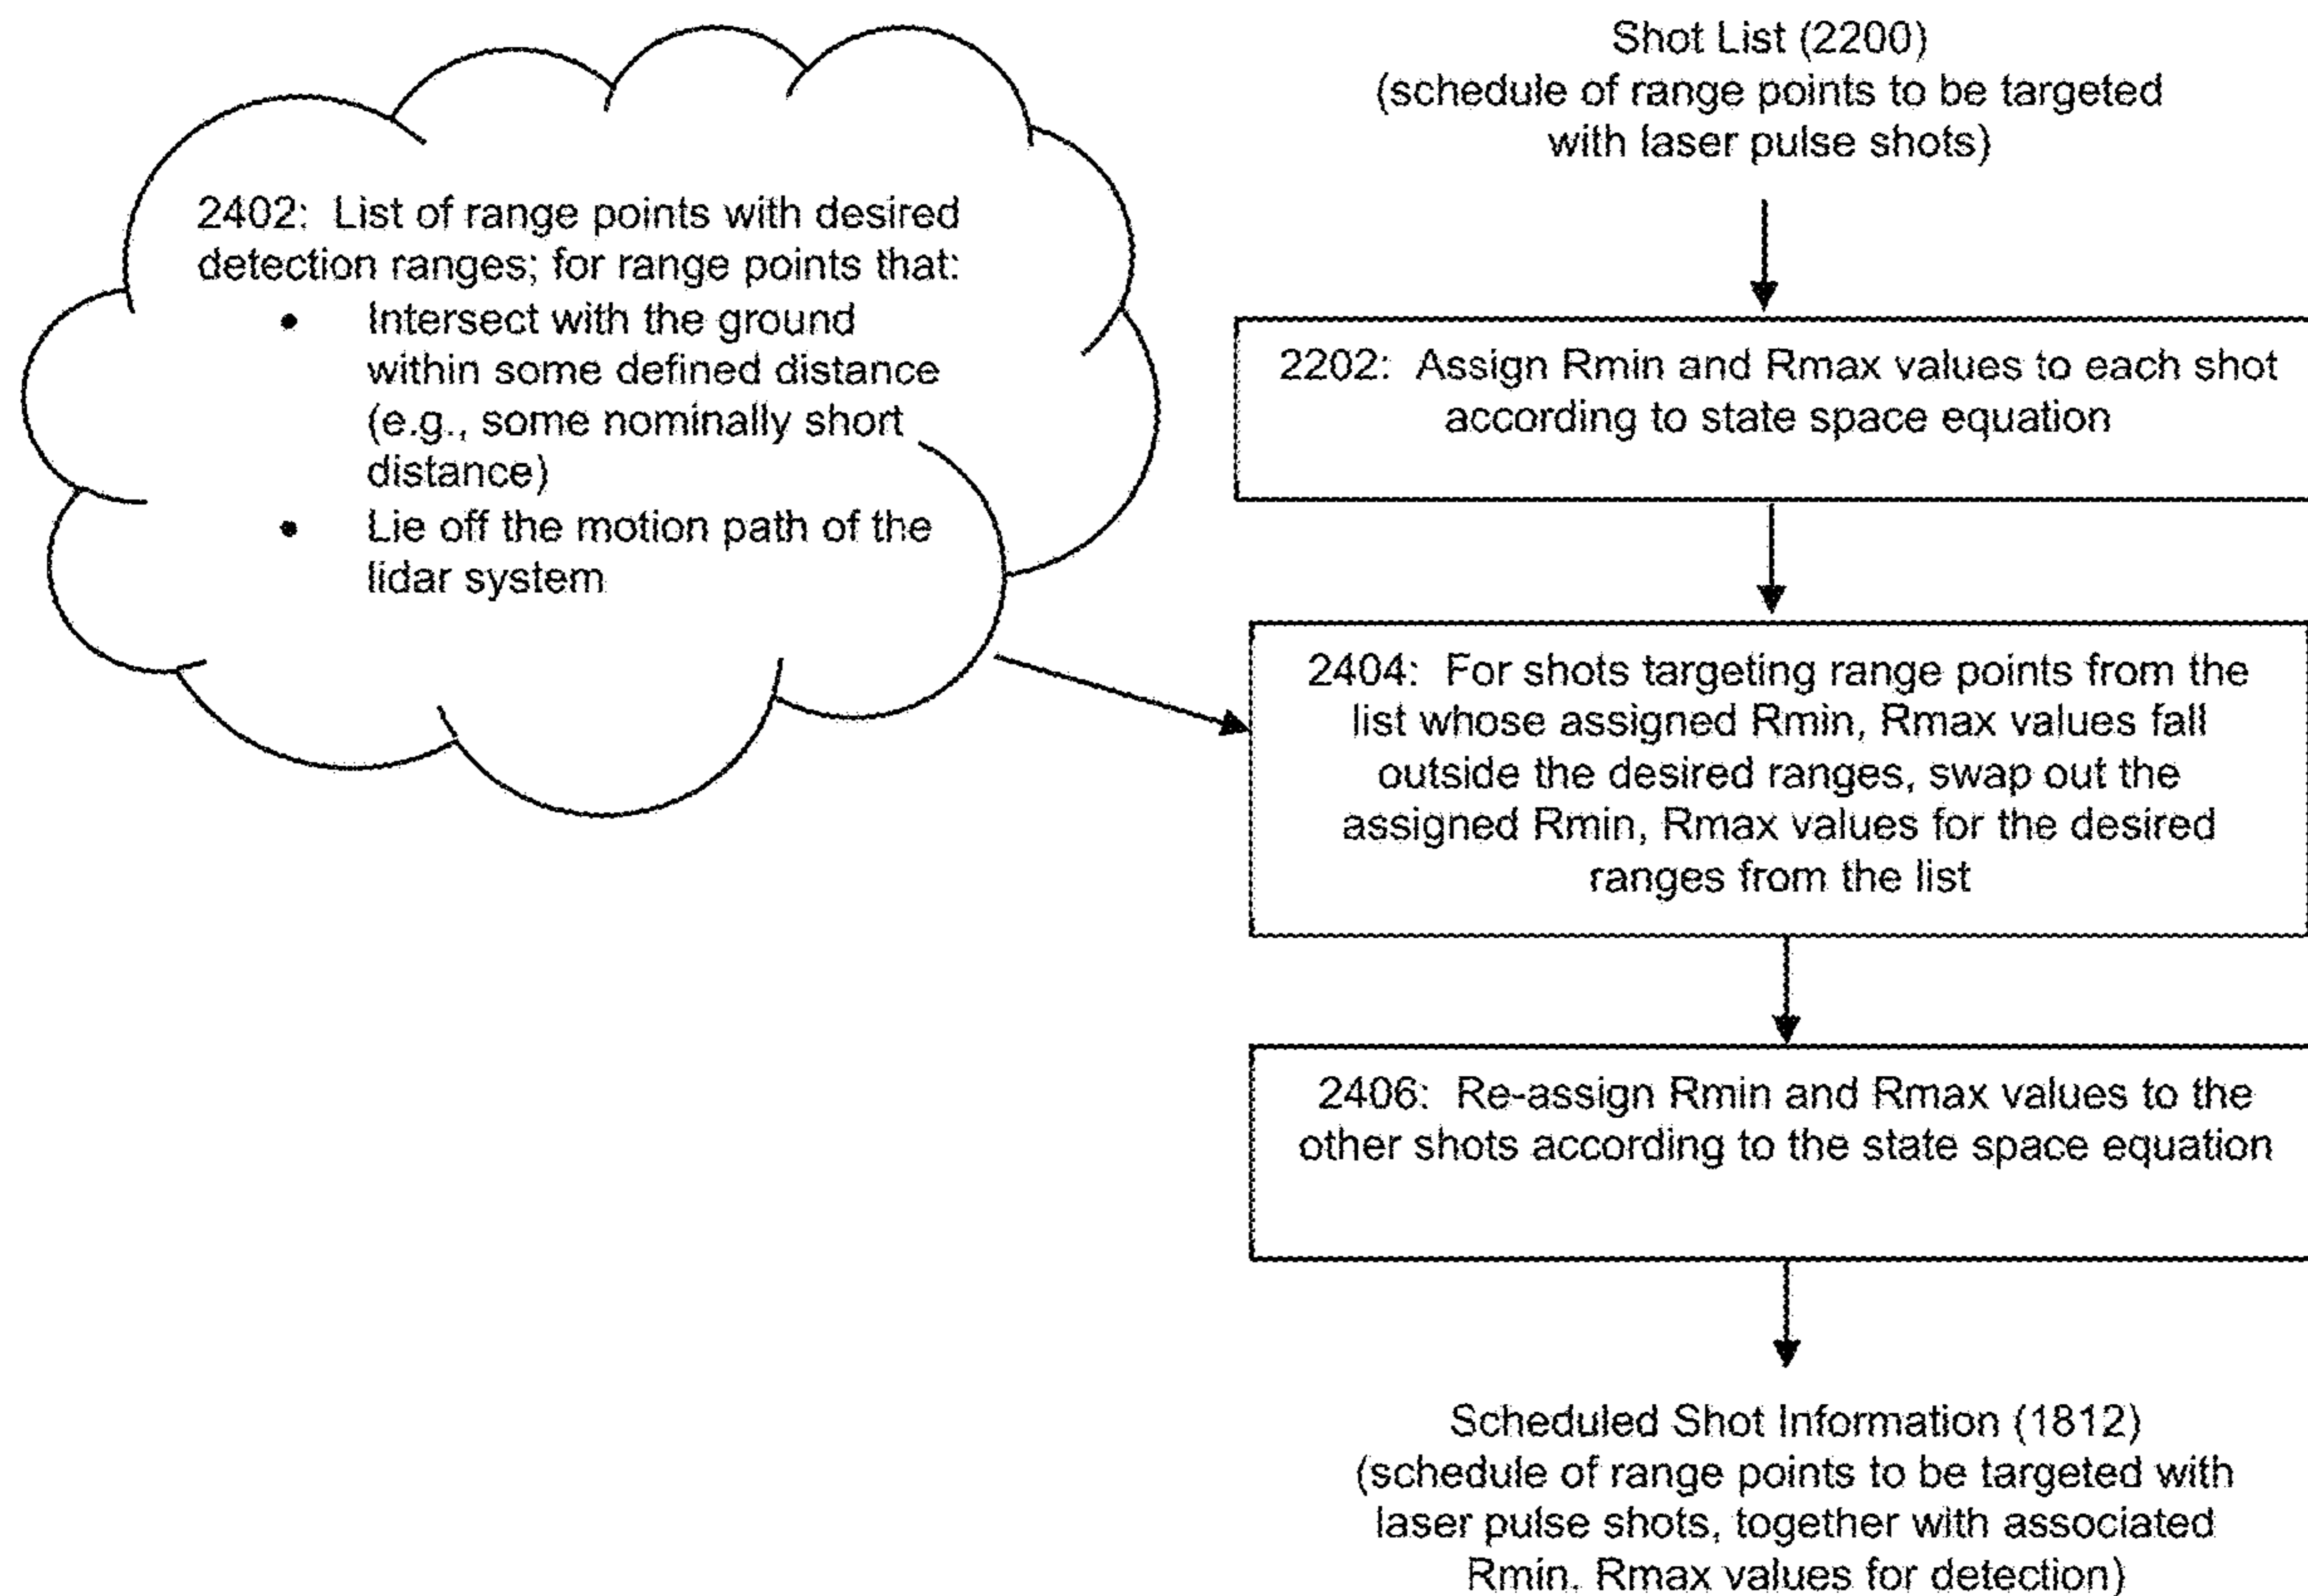 2402: List of range points with desired
detection ranges; for range points that:
• Intersect with the ground
within some defined distance
(e.g., some nominally short
distance)
• Lie off the motion path of the
lidar system
Shot List (2200)
(schedule of range points to be targeted
with laser pulse shots)
2202: Assign Rmin and Rmax values to each shot
according to state space equation
2404: For shots targeting range points from the
list whose assigned Rmin, Rmax values fall
outside the desired ranges, swap out the
assigned Rmin, Rmax values for the desired
ranges from the list
2406: Re-assign Rmin and Rmax values to the
other shots according to the state space equation
Scheduled Shot Information (1812)
(schedule of range points to be targeted with
laser pulse shots, together with associated
Rmin, Rmax values for detection)